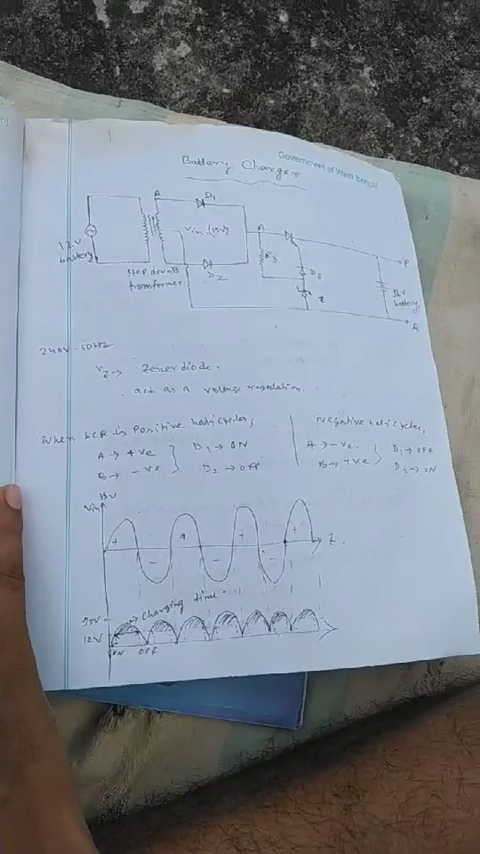 Government of West Bengal
Battery Charger
A
D1
Vin (15V)
A
12V
battery
D2
R3
D3
P
Step down B
transformer
Z
12V
battery
240V-50Hz
Vz → Zener diode.
act as a voltage regulation.
When SCR is Positive half cycles,
A → +ve } D1 → ON
B → -ve D2 → OFF
Negative half cycles,
A → -ve } D1 → OFF
B → +ve D2 → ON
15V
Vin
+ + + +
- - -
t.
→ Charging time.
12V
ON OFF